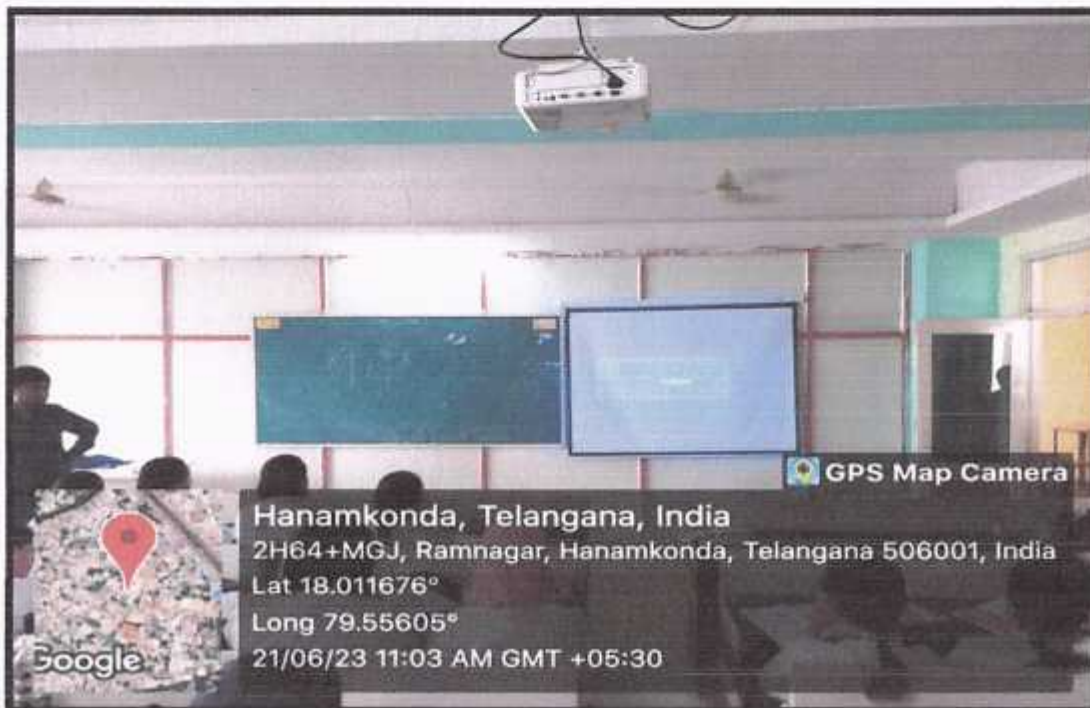 GPS Map Camera
Hanamkonda, Telangana, India
2H64+MGJ, Ramnagar, Hanamkonda, Telangana 506001, India
Lat 18.011676°
Long 79.55605°
21/06/23 11:03 AM GMT +05:30
Google